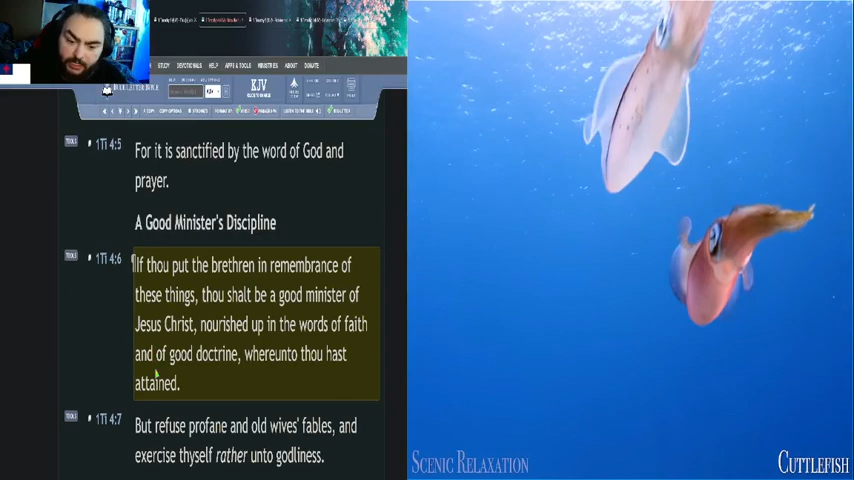 STUDY DEVOTIONALS HELP APPS & TOOLS MINISTRIES ABOUT DONATE
KJV
TOOLS 1Ti 4:5 For it is sanctified by the word of God and
prayer.
A Good Minister's Discipline
TOOLS 1Ti 4:6 ¶If thou put the brethren in remembrance of
these things, thou shalt be a good minister of
Jesus Christ, nourished up in the words of faith
and of good doctrine, whereunto thou hast
attained.
TOOLS 1Ti 4:7 But refuse profane and old wives' fables, and
exercise thyself rather unto godliness.
SCENIC RELAXATION
CUTTLEFISH